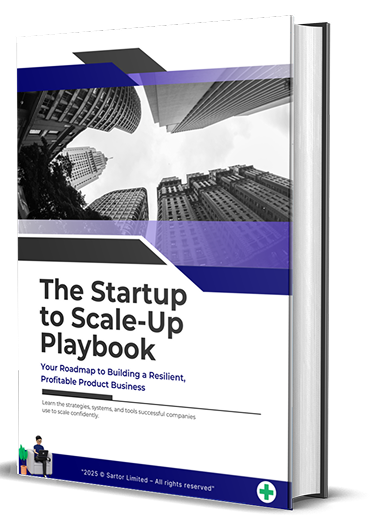 The Startup
to Scale-Up
Playbook
Your Roadmap to Building a Resilient,
Profitable Product Business
Learn the strategies, systems, and tools successful companies
use to scale confidently.
"2025 © Sartor Limited – All rights reserved"